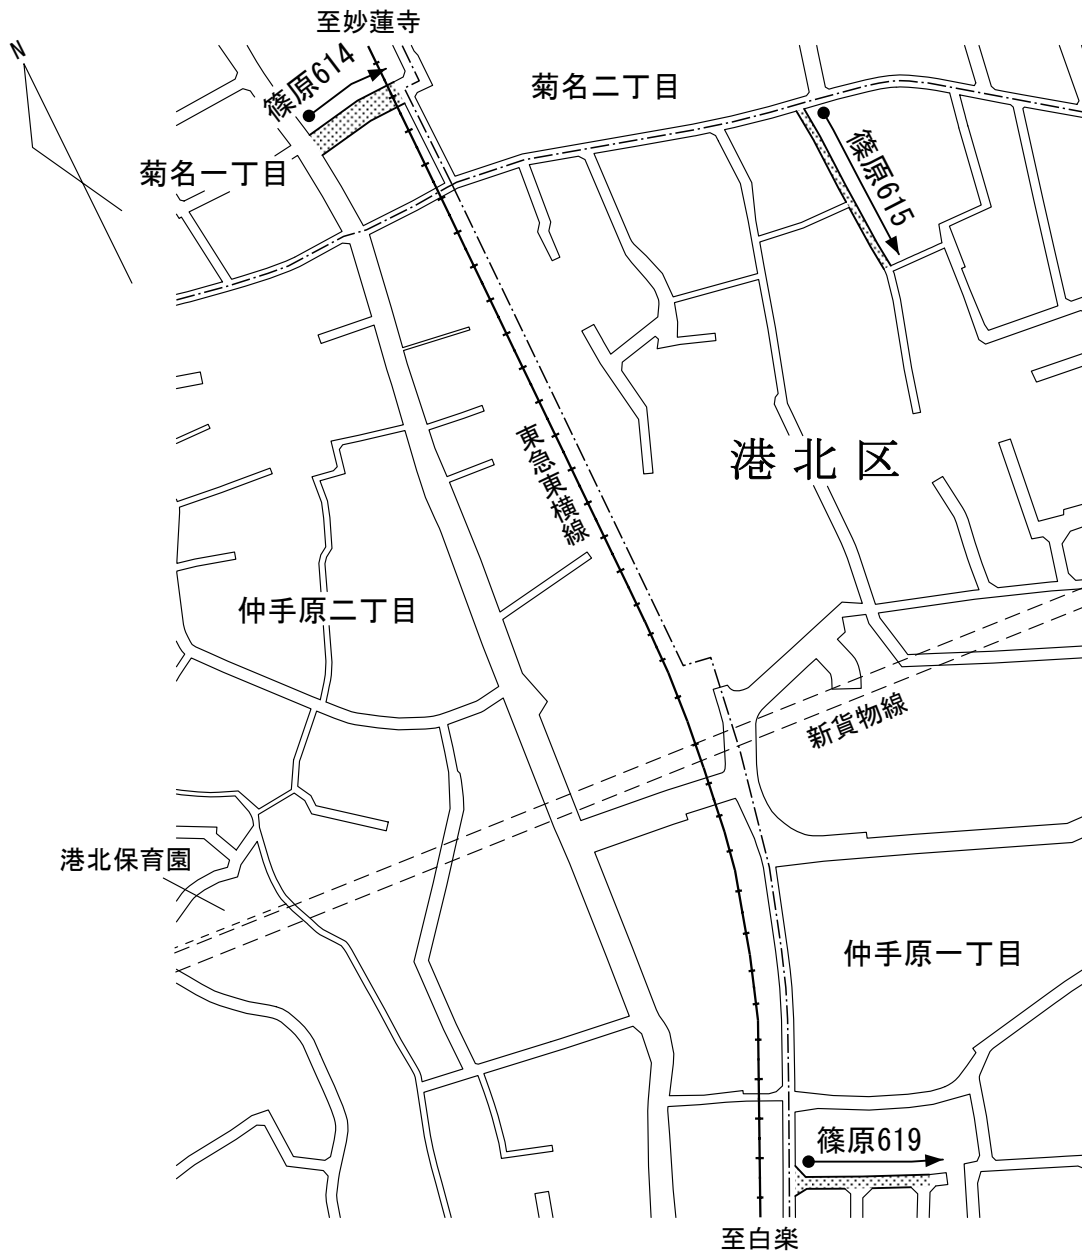 至妙蓮寺
N
篠原614
菊名二丁目
菊名一丁目
篠原615
港北区
東急東横線
仲手原二丁目
新貨物線
港北保育園
仲手原一丁目
篠原619
至白楽